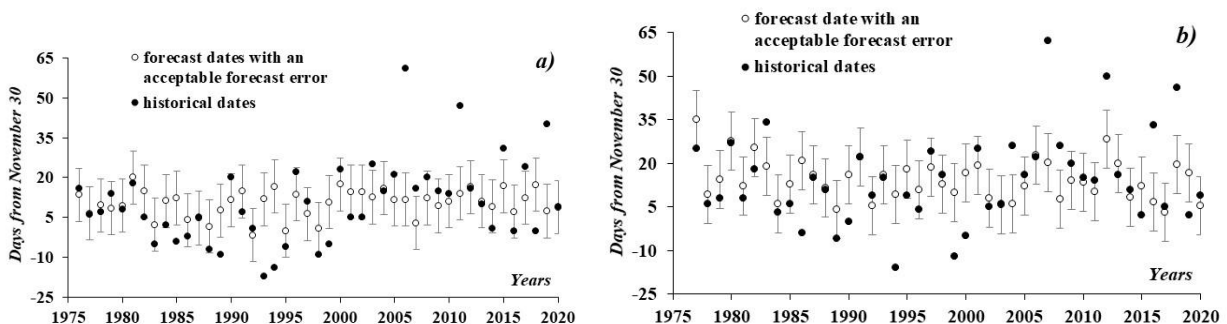 a)
Days from November 30
65
45
25
5
-10
-25
forecast dates with an
acceptable forecast error
historical dates
Years
1975 1980 1985 1990 1995 2000 2005 2010 2015 2020
b)
Days from November 30
65
50
35
20
5
-10
-25
forecast date with an
acceptable forecast error
historical dates
Years
1975 1980 1985 1990 1995 2000 2005 2010 2015 2020